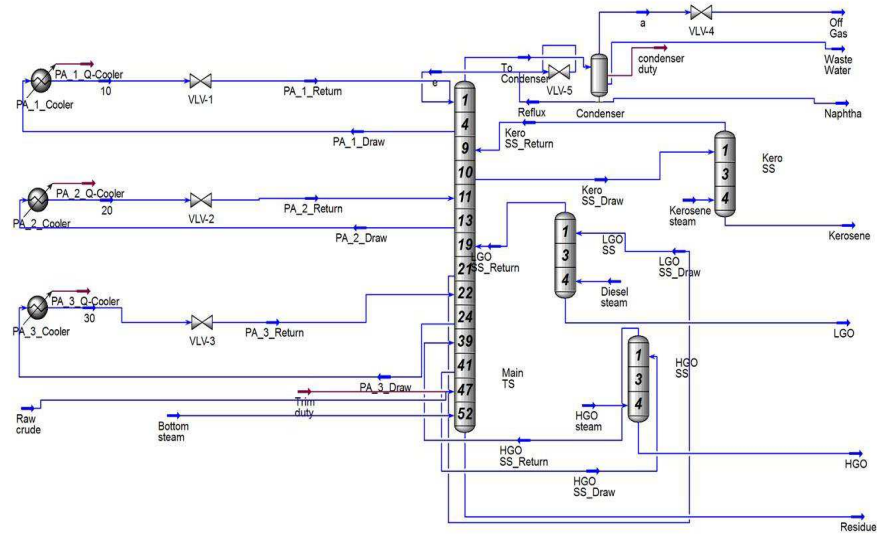 a
VLV-4
Off
Gas
Waste
Water
condenser
duty
To
Condenser
VLV-5
e
Reflux
Condenser
Naphtha
PA_1_Q-Cooler
10
PA_1_Cooler
VLV-1
PA_1_Return
PA_1_Draw
PA_2_Q-Cooler
20
PA_2_Cooler
VLV-2
PA_2_Return
PA_2_Draw
PA_3_Q-Cooler
30
PA_3_Cooler
VLV-3
PA_3_Return
PA_3_Draw
Raw
crude
Bottom
steam
Trim
duty
1
4
9
10
11
13
19
21
22
24
39
41
47
52
Main
TS
Kero
SS_Return
Kero
SS_Draw
1
3
4
Kero
SS
Kerosene
steam
Kerosene
LGO
SS_Return
1
3
4
LGO
SS
LGO
SS_Draw
Diesel
steam
LGO
1
3
4
HGO
SS
HGO
steam
HGO
SS_Return
HGO
SS_Draw
HGO
Residue